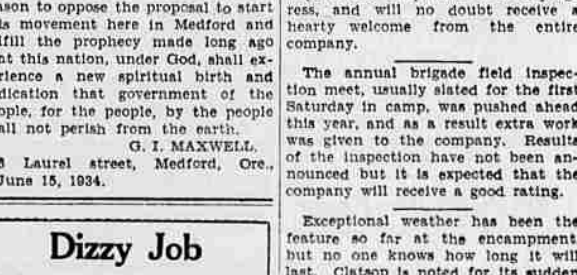 ason to oppose the proposal to start
is movement here in Medford and
lfill the prophecy made long ago
at this nation, under God, shall ex-
rience a new spiritual birth and
dication that government of the
ople, for the people, by the people
all not perish from the earth.
G. I. MAXWELL.
Laurel street, Medford, Ore.,
June 15, 1934.
Dizzy Job
ress, and will no doubt receive a
hearty welcome from the entire
company.
The annual brigade field inspec-
tion meet, usually slated for the first
Saturday in camp, was pushed ahead
this year, and as a result extra work
was given to the company. Results
of the inspection have not been an-
nounced but it is expected that the
company will receive a good rating.
Exceptional weather has been the
feature so far at the encampment
but no one knows how long it will
last. Clatsop is noted for its sudden